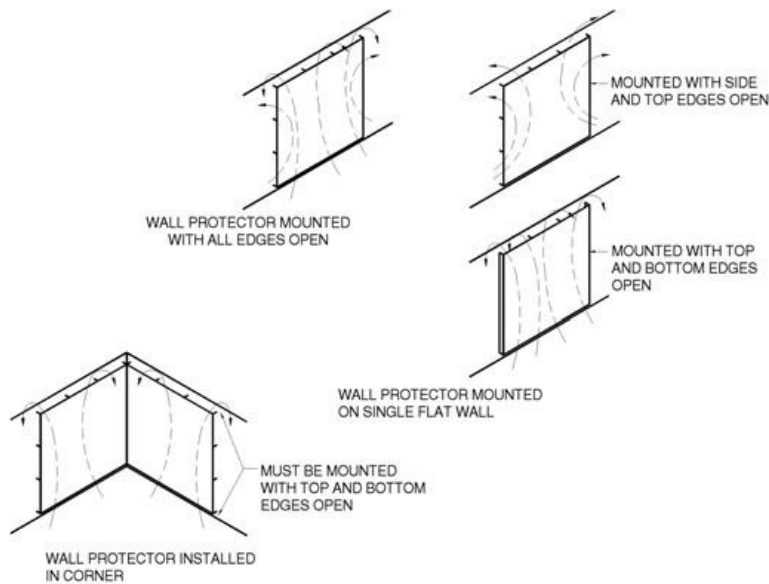 WALL PROTECTOR MOUNTED
WITH ALL EDGES OPEN
MOUNTED WITH SIDE
AND TOP EDGES OPEN
MOUNTED WITH TOP
AND BOTTOM EDGES
OPEN
WALL PROTECTOR MOUNTED
ON SINGLE FLAT WALL
MUST BE MOUNTED
WITH TOP AND BOTTOM
EDGES OPEN
WALL PROTECTOR INSTALLED
IN CORNER